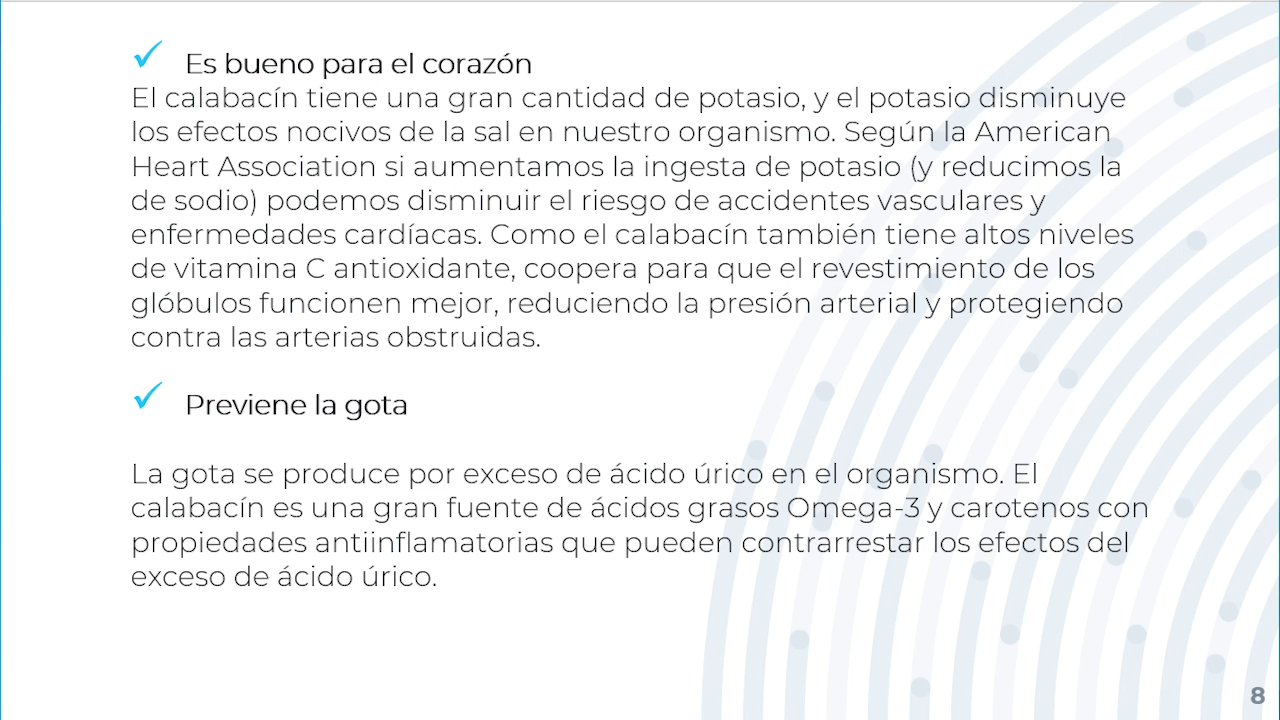 ✓ Es bueno para el corazón
El calabacín tiene una gran cantidad de potasio, y el potasio disminuye
los efectos nocivos de la sal en nuestro organismo. Según la American
Heart Association si aumentamos la ingesta de potasio (y reducimos la
de sodio) podemos disminuir el riesgo de accidentes vasculares y
enfermedades cardíacas. Como el calabacín también tiene altos niveles
de vitamina C antioxidante, coopera para que el revestimiento de los
glóbulos funcionen mejor, reduciendo la presión arterial y protegiendo
contra las arterias obstruidas.
✓ Previene la gota
La gota se produce por exceso de ácido úrico en el organismo. El
calabacín es una gran fuente de ácidos grasos Omega-3 y carotenos con
propiedades antiinflamatorias que pueden contrarrestar los efectos del
exceso de ácido úrico.
8